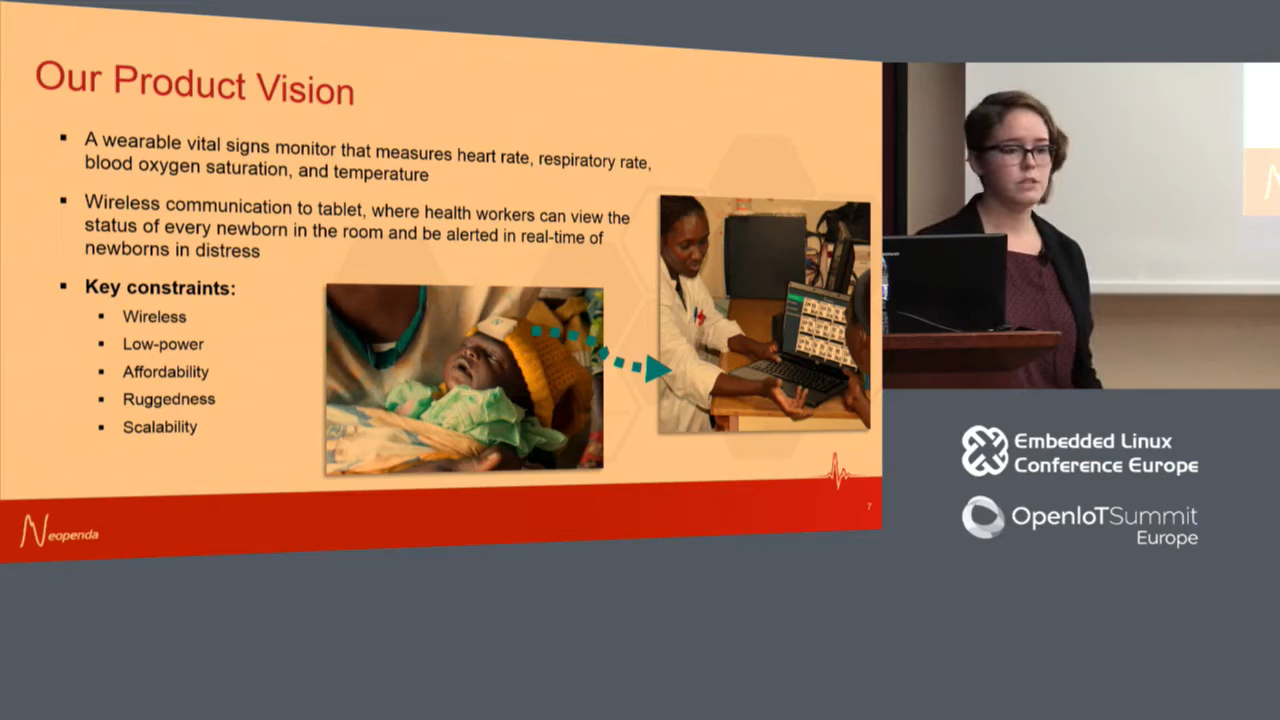 Our Product Vision
▪ A wearable vital signs monitor that measures heart rate, respiratory rate,
blood oxygen saturation, and temperature
▪ Wireless communication to tablet, where health workers can view the
status of every newborn in the room and be alerted in real-time of
newborns in distress
▪ Key constraints:
▪ Wireless
▪ Low-power
▪ Affordability
▪ Ruggedness
▪ Scalability
7
Neopenda
Embedded Linux
Conference Europe
OpenIoTSummit
Europe